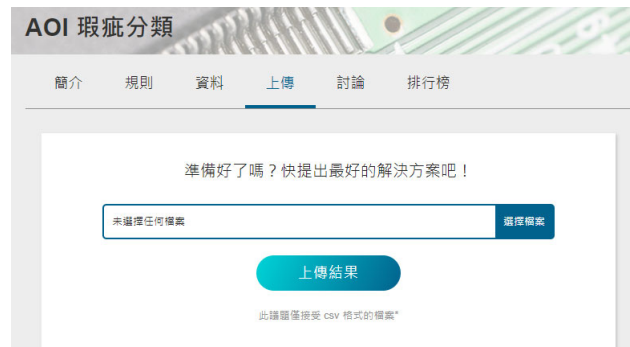 AOI 瑕疵分類
簡介 規則 資料 上傳 討論 排行榜
準備好了嗎？快提出最好的解決方案吧！
未選擇任何檔案 選擇檔案
上傳結果
此議題僅接受 csv 格式的檔案*